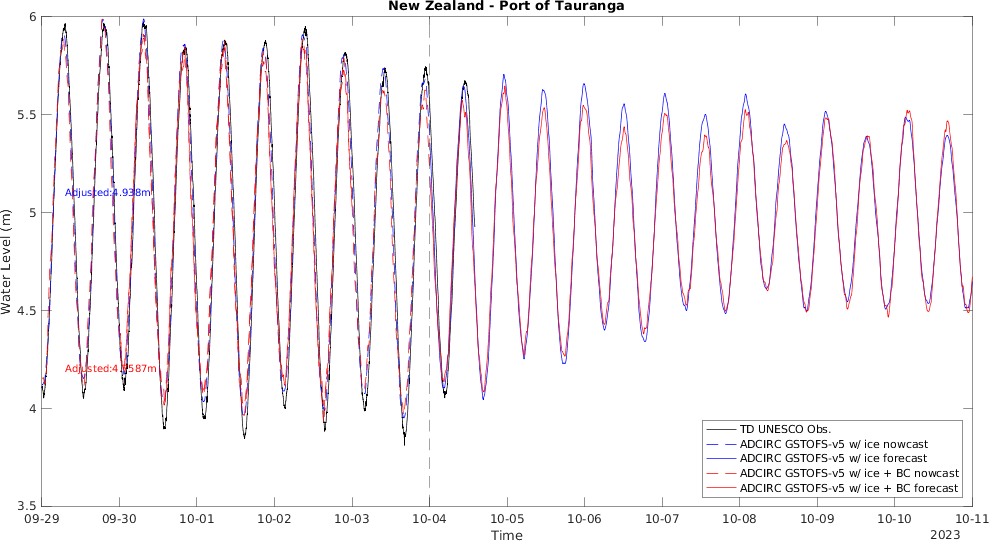 New Zealand - Port of Tauranga
6
5.5
5
4.5
4
3.5
Water Level (m)
Adjusted:4.938m
TD UNESCO Obs.
ADCIRC GSTOFS-v5 w/ ice nowcast
ADCIRC GSTOFS-v5 w/ ice forecast
ADCIRC GSTOFS-v5 w/ ice + BC nowcast
ADCIRC GSTOFS-v5 w/ ice + BC forecast
09-29 09-30 10-01 10-02 10-03 10-04 10-05 10-06 10-07 10-08 10-09 10-10 10-11
Time
2023